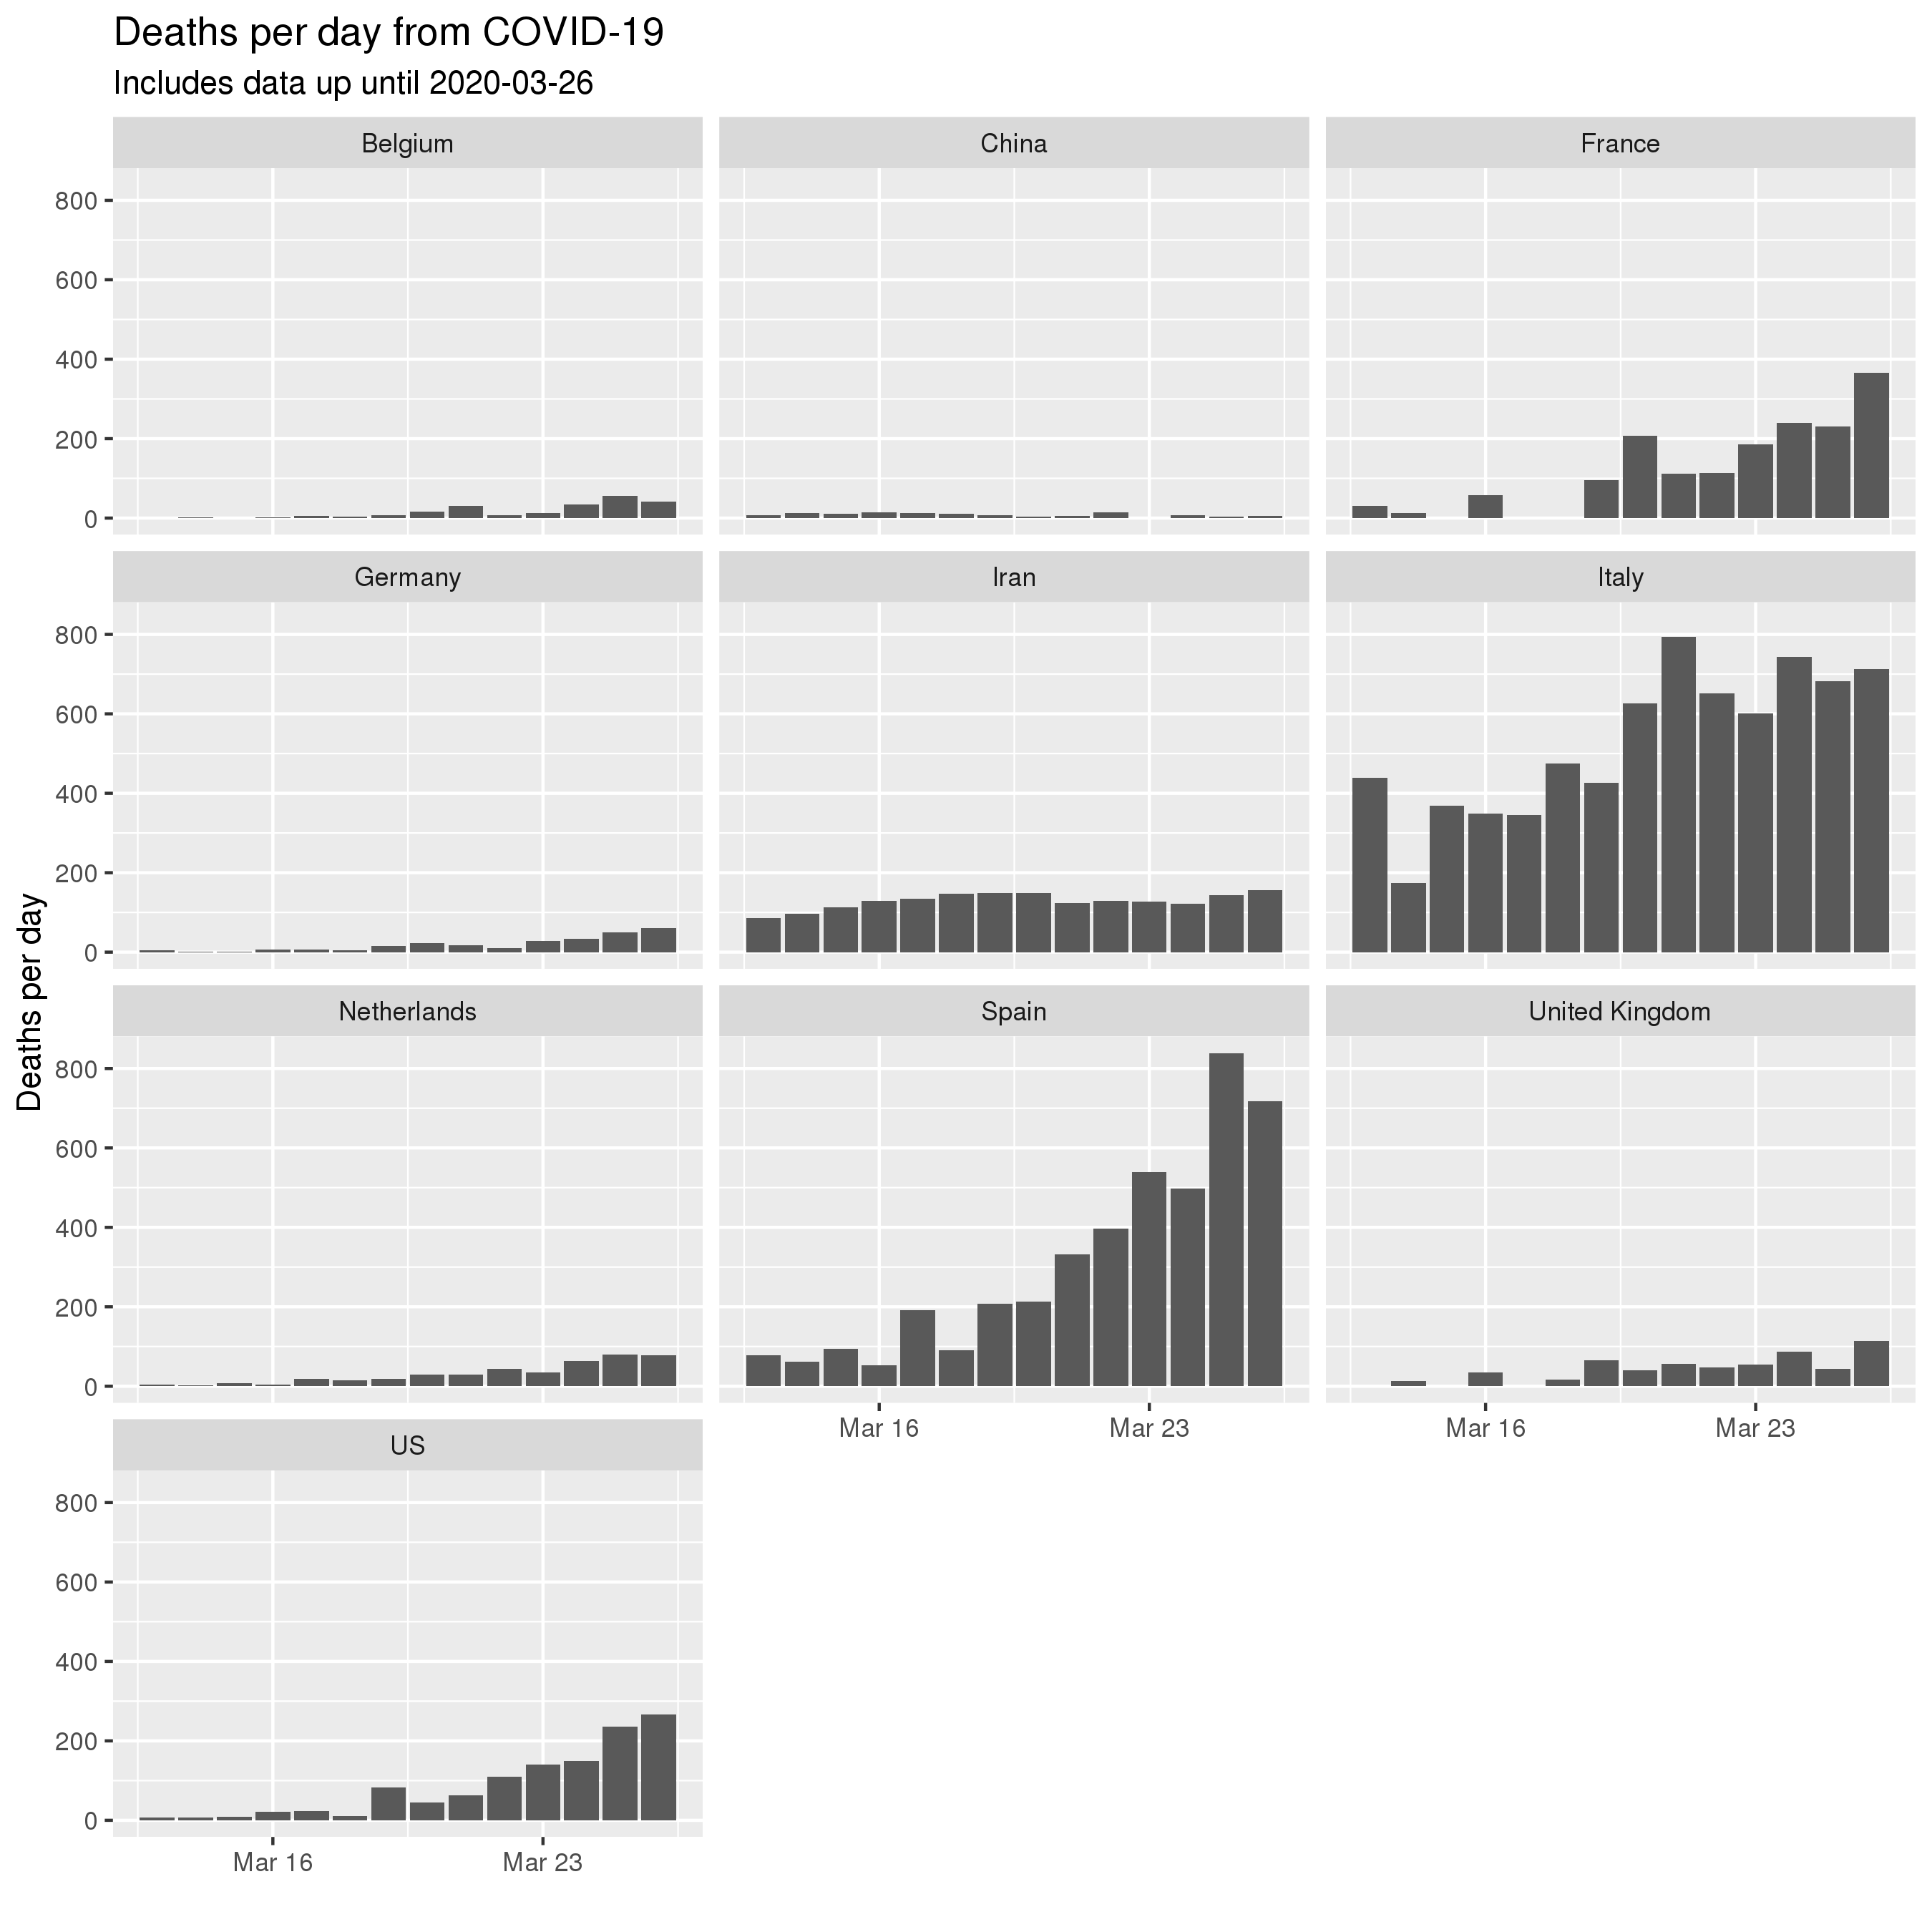 Deaths per day from COVID-19
Includes data up until 2020-03-26
Deaths per day
Belgium
China
France
800
600
400
200
0
Germany
Iran
Italy
800
600
400
200
0
Netherlands
Spain
United Kingdom
800
600
400
200
0
Mar 16
Mar 23
Mar 16
Mar 23
US
800
600
400
200
0
Mar 16
Mar 23